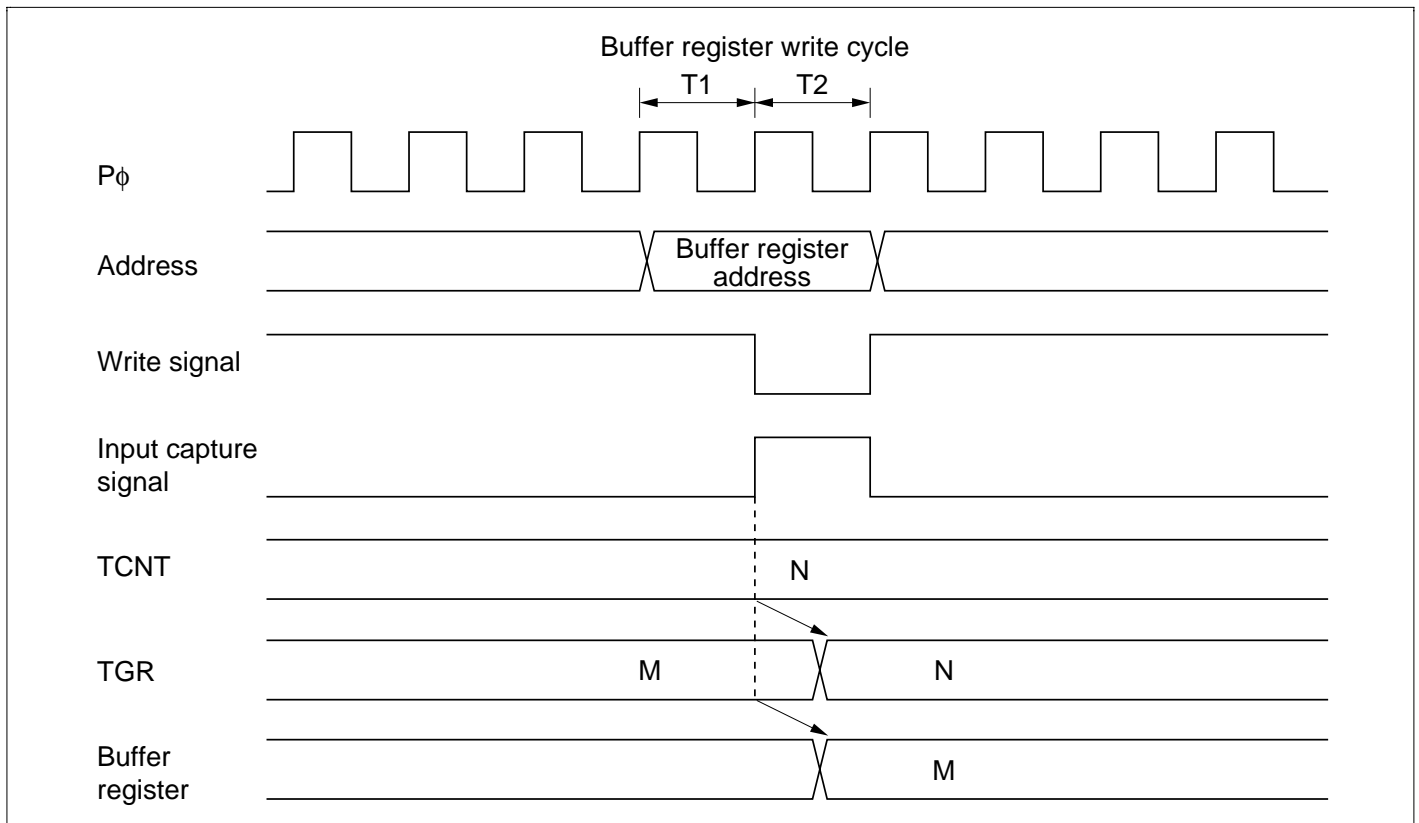 Buffer register write cycle
T1 T2
Pϕ
Address
Buffer register
address
Write signal
Input capture
signal
TCNT
N
TGR
M N
Buffer
register
M